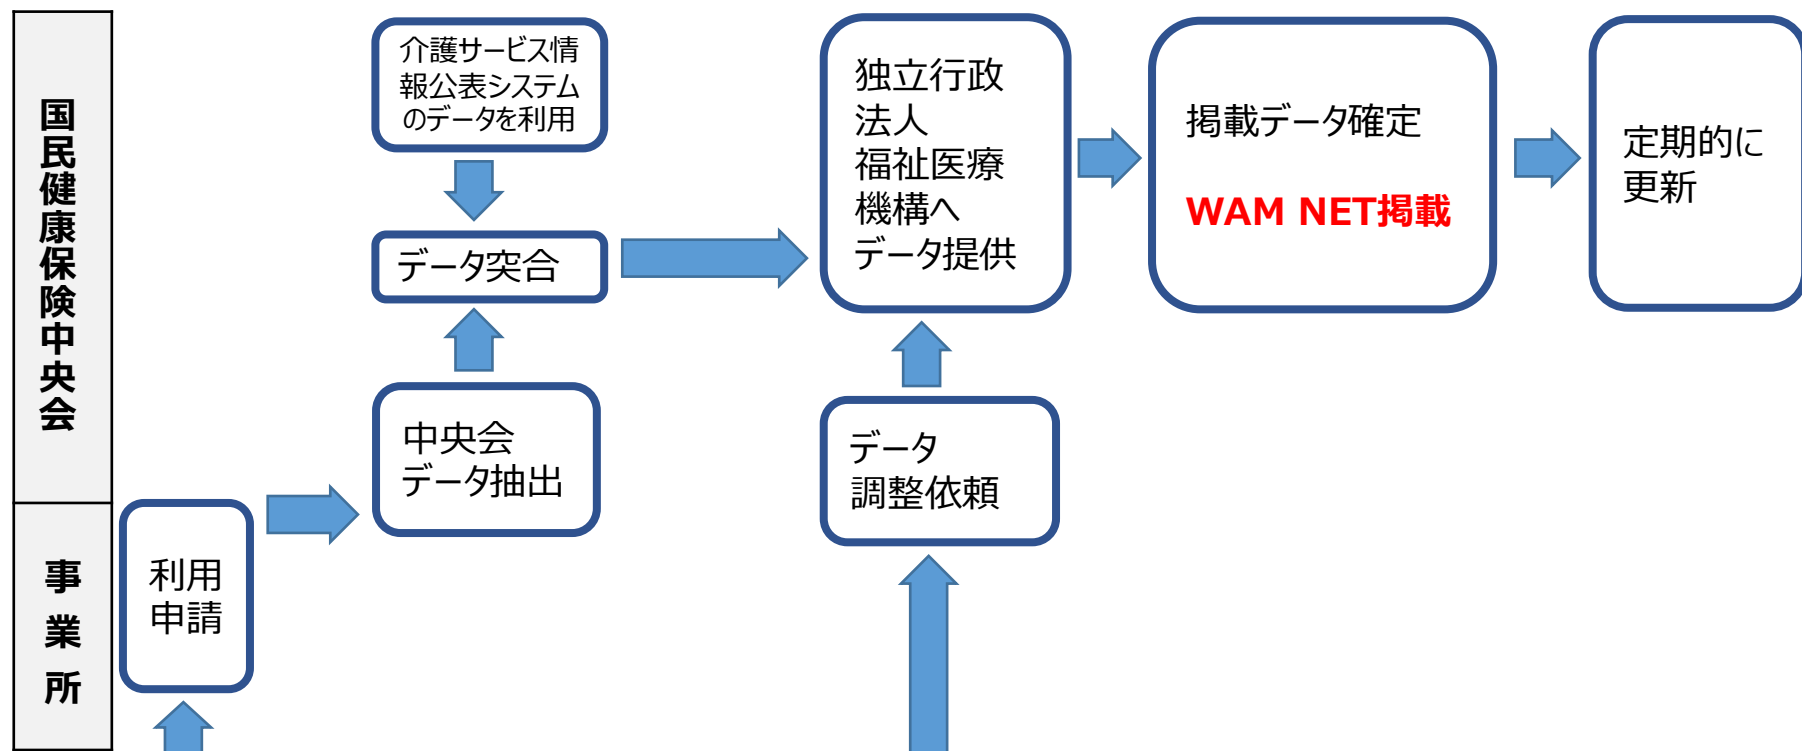 国民健康保険中央会
介護サービス情
報公表システム
のデータを利用
データ突合
中央会
データ抽出
独立行政
法人
福祉医療
機構へ
データ提供
データ
調整依頼
掲載データ確定
WAM NET掲載
定期的に
更新
事業所
利用
申請